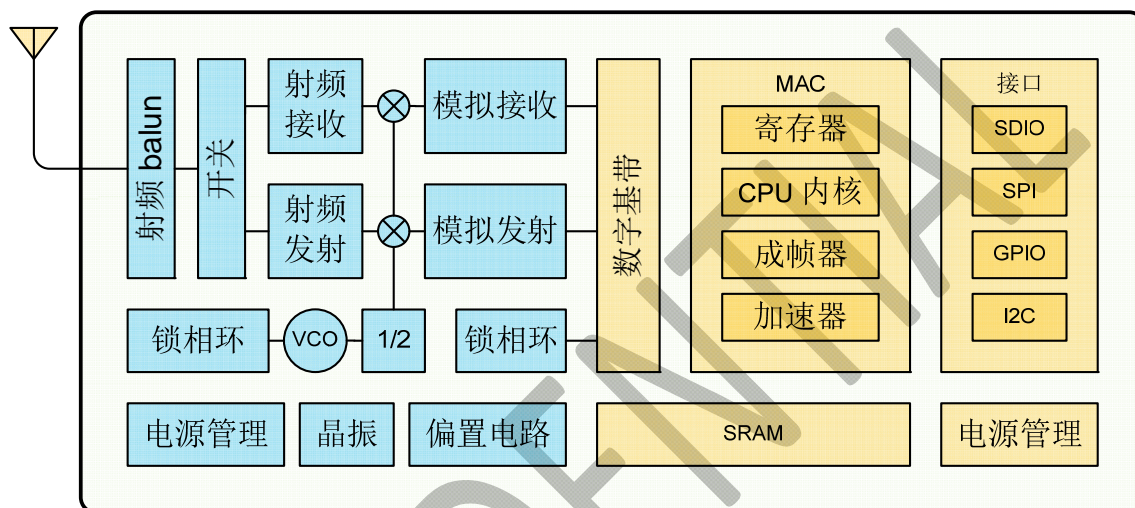 射频 balun
开关
射频
接收
模拟接收
射频
发射
模拟发射
锁相环
VCO
1/2
锁相环
数字基带
MAC
寄存器
CPU 内核
成帧器
加速器
接口
SDIO
SPI
GPIO
I2C
电源管理
晶振
偏置电路
SRAM
电源管理
DENTIAL